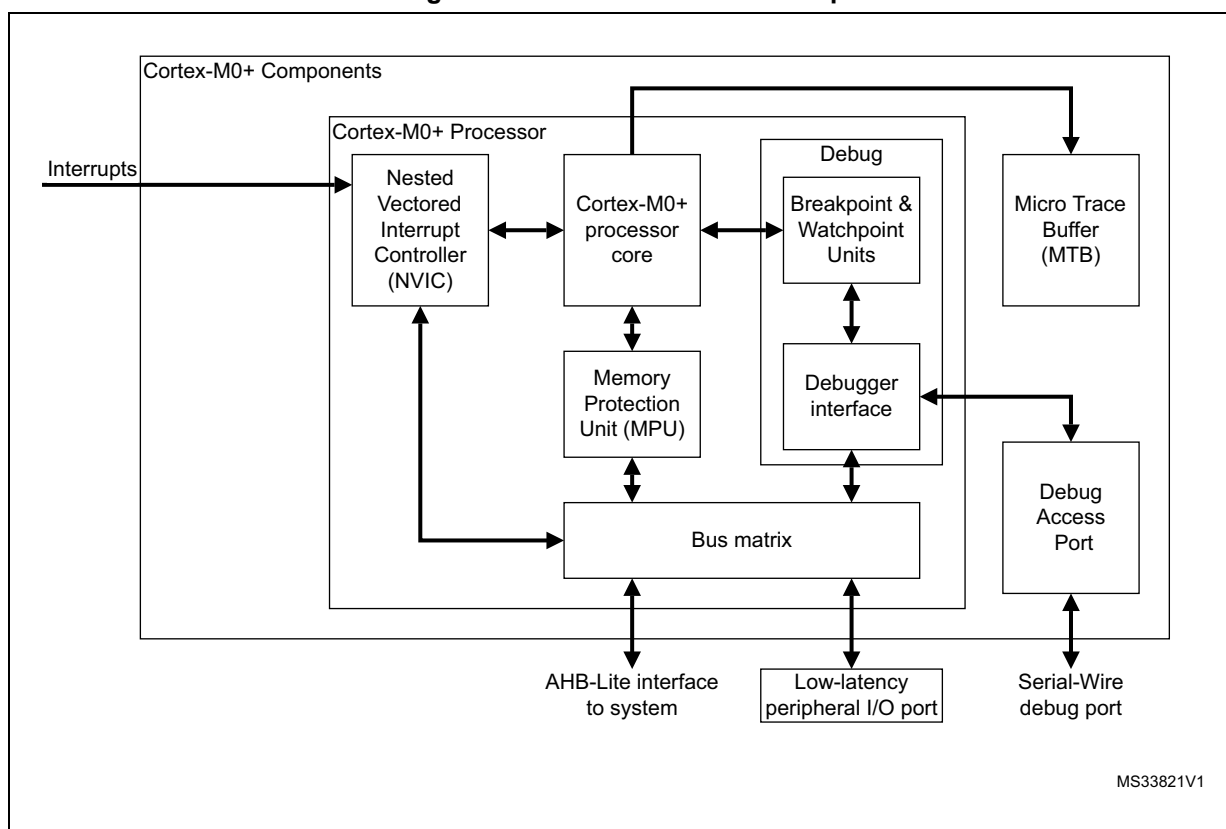 Cortex-M0+ Components
Cortex-M0+ Processor
Interrupts
Nested
Vectored
Interrupt
Controller
(NVIC)
Cortex-M0+
processor
core
Debug
Breakpoint &
Watchpoint
Units
Micro Trace
Buffer
(MTB)
Memory
Protection
Unit (MPU)
Debugger
interface
Debug
Access
Port
Bus matrix
AHB-Lite interface
to system
Low-latency
peripheral I/O port
Serial-Wire
debug port
MS33821V1